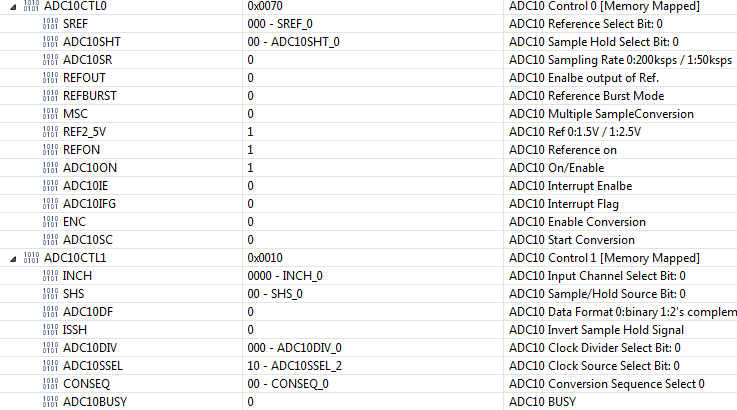 ADC10CTL0 0x0070 ADC10 Control 0 [Memory Mapped]
SREF 000 - SREF_0 ADC10 Reference Select Bit: 0
ADC10SHT 00 - ADC10SHT_0 ADC10 Sample Hold Select Bit: 0
ADC10SR 0 ADC10 Sampling Rate 0:200ksps / 1:50ksps
REFOUT 0 ADC10 Enalbe output of Ref.
REFBURST 0 ADC10 Reference Burst Mode
MSC 0 ADC10 Multiple SampleConversion
REF2_5V 1 ADC10 Ref 0:1.5V / 1:2.5V
REFON 1 ADC10 Reference on
ADC10ON 1 ADC10 On/Enable
ADC10IE 0 ADC10 Interrupt Enalbe
ADC10IFG 0 ADC10 Interrupt Flag
ENC 0 ADC10 Enable Conversion
ADC10SC 0 ADC10 Start Conversion
ADC10CTL1 0x0010 ADC10 Control 1 [Memory Mapped]
INCH 0000 - INCH_0 ADC10 Input Channel Select Bit: 0
SHS 00 - SHS_0 ADC10 Sample/Hold Source Bit: 0
ADC10DF 0 ADC10 Data Format 0:binary 1:2's complem
ISSH 0 ADC10 Invert Sample Hold Signal
ADC10DIV 000 - ADC10DIV_0 ADC10 Clock Divider Select Bit: 0
ADC10SSEL 10 - ADC10SSEL_2 ADC10 Clock Source Select Bit: 0
CONSEQ 00 - CONSEQ_0 ADC10 Conversion Sequence Select 0
ADC10BUSY 0 ADC10 BUSY